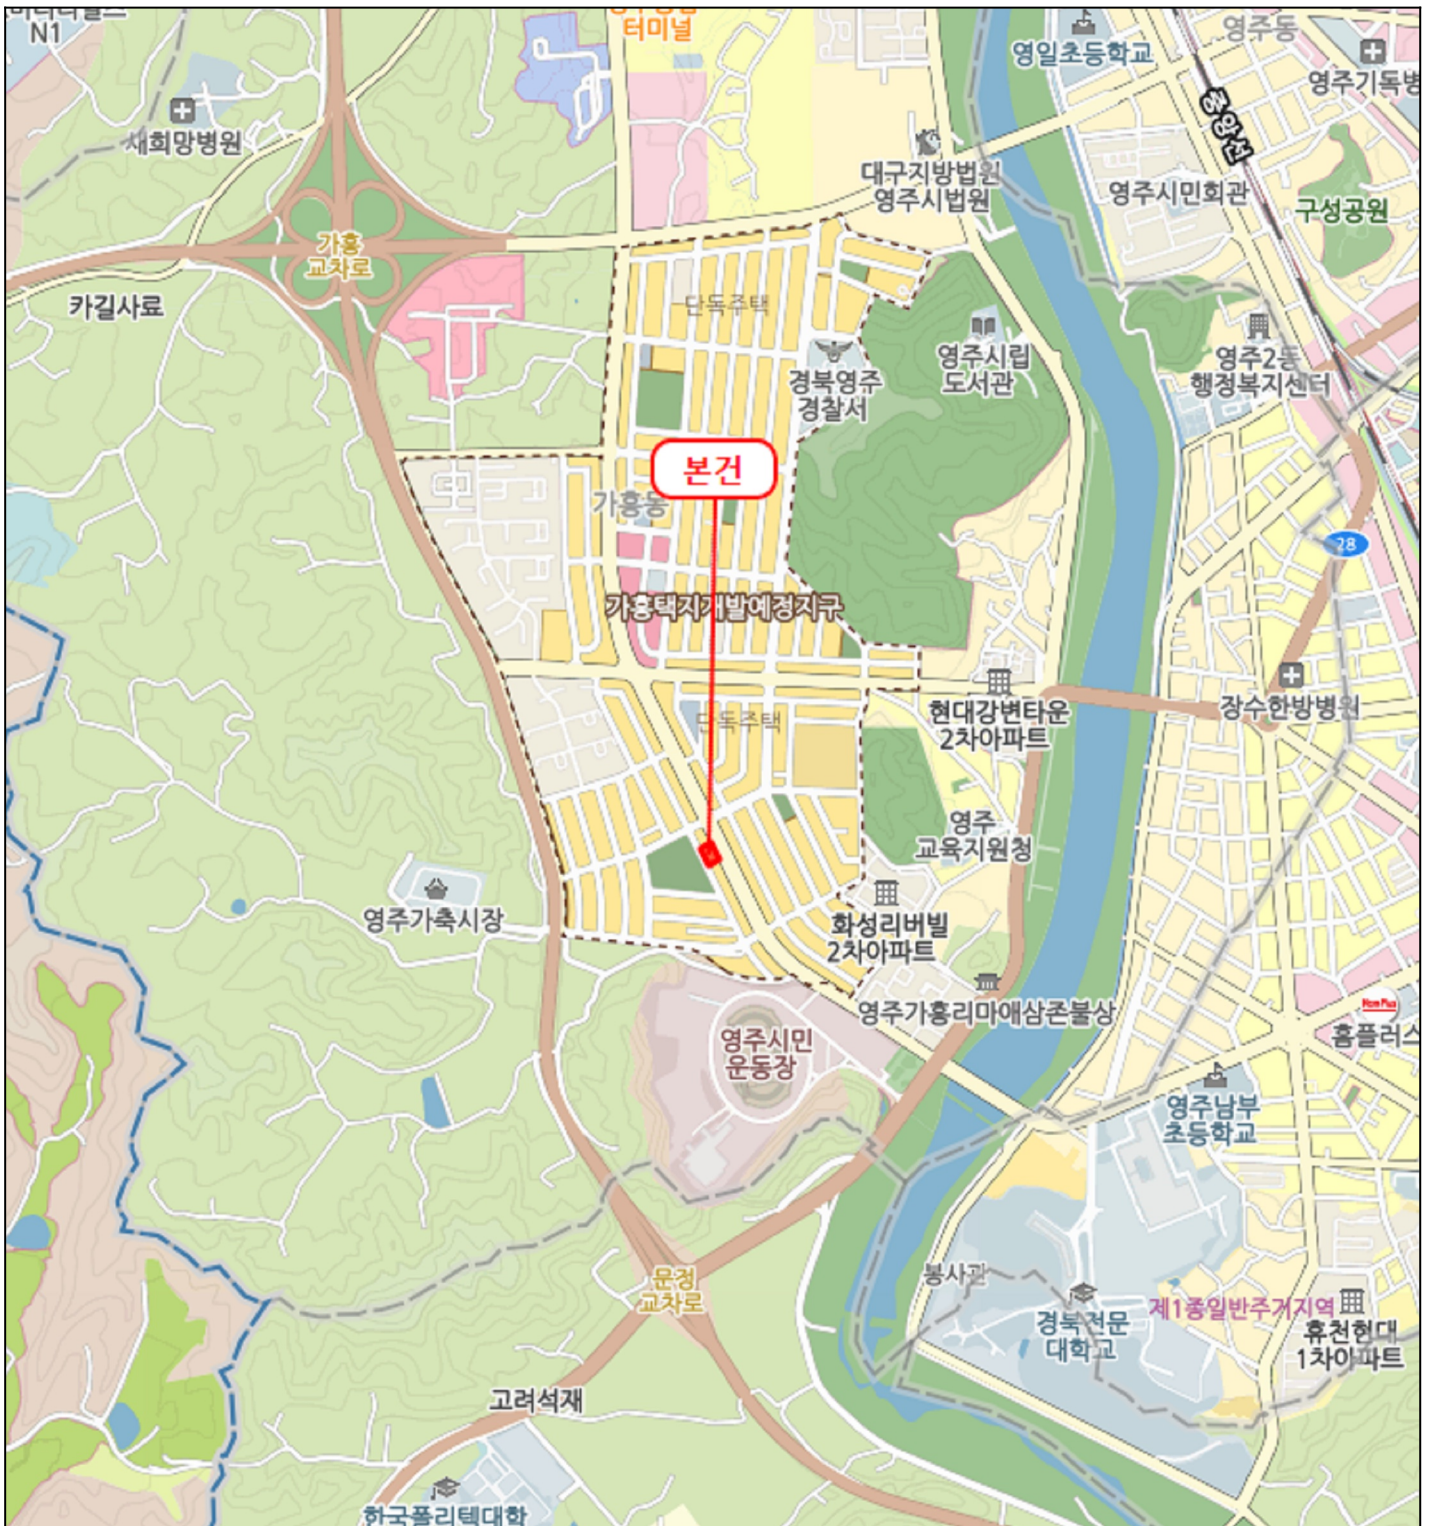 N1
터미널
영일초등학교
영주동
영주기독병
새희망병원
중앙선
대구지방법원
영주시법원
영주시민회관
구성공원
가흥
교차로
카길사료
단독주택
경북영주
경찰서
영주시립
도서관
영주2동
행정복지센터
본건
가흥동
28
가흥택지개발예정지구
단독주택
현대강변타운
2차아파트
장수한방병원
영주
교육지원청
영주가축시장
화성리버빌
2차아파트
영주가흥리마애삼존불상
영주시민
운동장
Home Plus
홈플러스
영주남부
초등학교
문정
교차로
봉사관
경북전문
대학교
제1종일반주거지역
휴천현대
1차아파트
고려석재
한국폴리텍대학